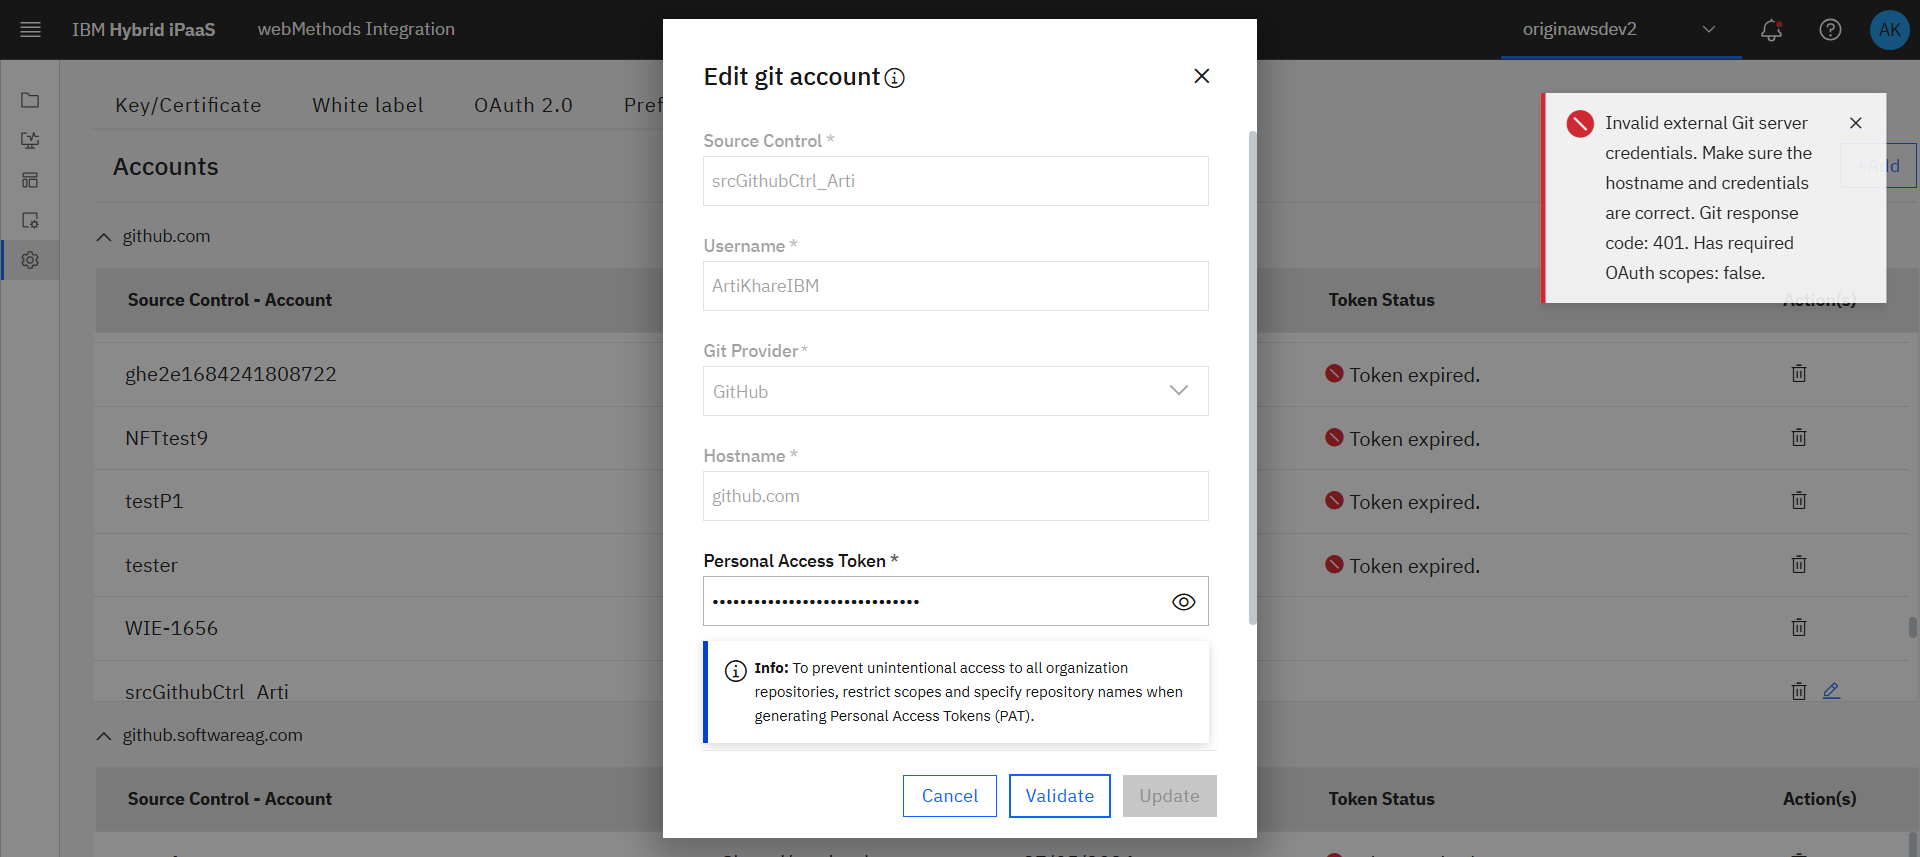 IBM Hybrid iPaaS
webMethods Integration
originawsdev2
AK
Key/Certificate
White label
OAuth 2.0
Pref
Accounts
+Add
github.com
Source Control - Account
Token Status
Action(s)
ghe2e1684241808722
Token expired.
NFTtest9
Token expired.
testP1
Token expired.
tester
Token expired.
WIE-1656
srcGithubCtrl_Arti
github.softwareag.com
Source Control - Account
Token Status
Action(s)
Token expired.
Edit git account
Source Control *
srcGithubCtrl_Arti
Username *
ArtiKhareIBM
Git Provider *
GitHub
Hostname *
github.com
Personal Access Token *
Info: To prevent unintentional access to all organization
repositories, restrict scopes and specify repository names when
generating Personal Access Tokens (PAT).
Cancel
Validate
Update
Invalid external Git server
credentials. Make sure the
hostname and credentials
are correct. Git response
code: 401. Has required
OAuth scopes: false.